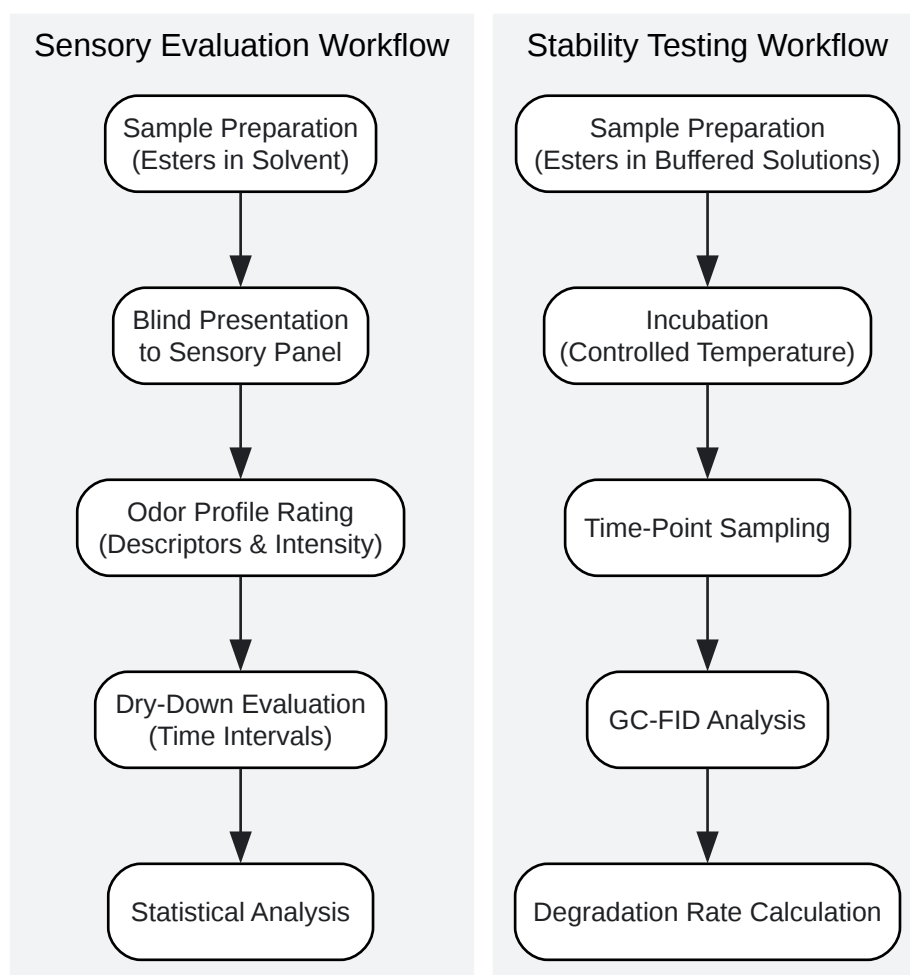 Sensory Evaluation Workflow
Sample Preparation
(Esters in Solvent)
Blind Presentation
to Sensory Panel
Odor Profile Rating
(Descriptors & Intensity)
Dry-Down Evaluation
(Time Intervals)
Statistical Analysis
Stability Testing Workflow
Sample Preparation
(Esters in Buffered Solutions)
Incubation
(Controlled Temperature)
Time-Point Sampling
GC-FID Analysis
Degradation Rate Calculation